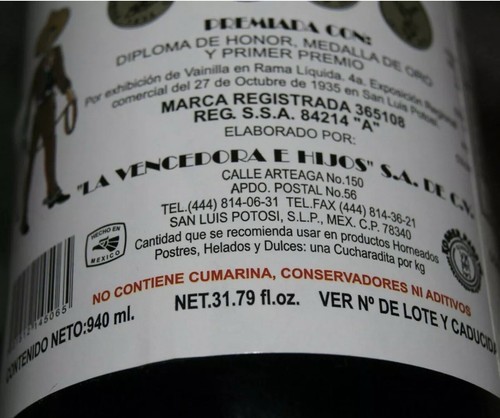 PREMIADA CON:
DIPLOMA DE HONOR, MEDALLA DE ORO
Y PRIMER PREMIO
Por exhibición de Vainilla en Rama Líquida. 4a. Exposición Regional
comercial del 27 de Octubre de 1935 en San Luis Potosí.
MARCA REGISTRADA 365108
REG. S.S.A. 84214 "A"
ELABORADO POR:
"LA VENCEDORA E HIJOS" S.A. DE C.V.
CALLE ARTEAGA No.150
APDO. POSTAL No.56
TEL.(444) 814-06-31 TEL.FAX (444) 814-36-21
SAN LUIS POTOSI, S.L.P., MEX. C.P. 78340
Cantidad que se recomienda usar en productos Horneados
Postres, Helados y Dulces: una Cucharadita por kg
HECHO EN
MEXICO
NO CONTIENE CUMARINA, CONSERVADORES NI ADITIVOS
CONTENIDO NETO:940 ml. NET.31.79 fl.oz. VER Nº DE LOTE Y CADUCIDA